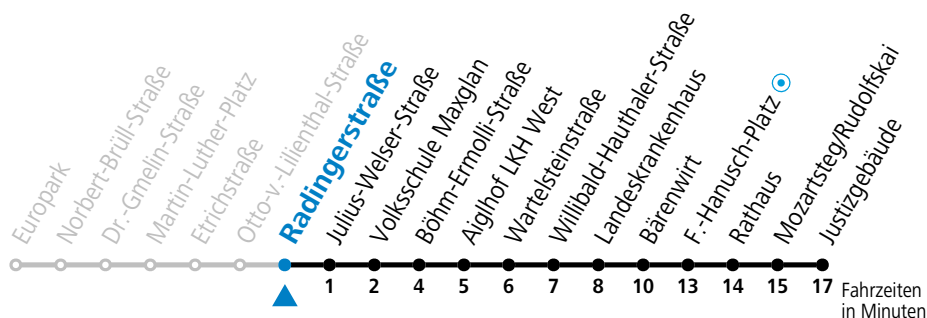 Europark
Norbert-Brüll-Straße
Dr.-Gmelin-Straße
Martin-Luther-Platz
Etrichstraße
Otto-v.-Lilienthal-Straße
Radingerstraße
Julius-Welser-Straße
Volksschule Maxglan
Böhm-Ermolli-Straße
Aiglhof LKH West
Wartelsteinstraße
Willibald-Hauthaler-Straße
Landeskrankenhaus
Bärenwirt
F.-Hanusch-Platz
Rathaus
Mozartsteg/Rudolfskai
Justizgebäude
1 2 4 5 6 7 8 10 13 14 15 17
Fahrzeiten
in Minuten